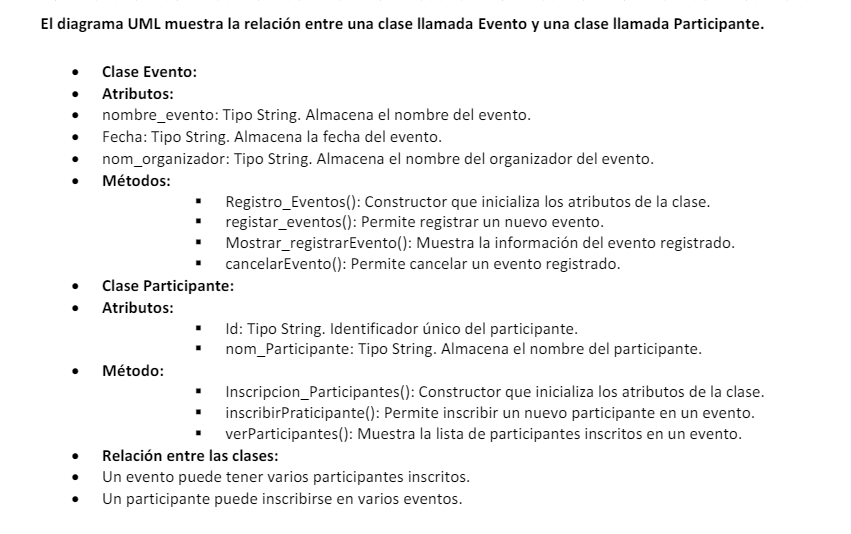 El diagrama UML muestra la relación entre una clase llamada Evento y una clase llamada Participante.
• Clase Evento:
• Atributos:
• nombre_evento: Tipo String. Almacena el nombre del evento.
• Fecha: Tipo String. Almacena la fecha del evento.
• nom_organizador: Tipo String. Almacena el nombre del organizador del evento.
• Métodos:
▪ Registro_Eventos(): Constructor que inicializa los atributos de la clase.
▪ registar_eventos(): Permite registrar un nuevo evento.
▪ Mostrar_registrarEvento(): Muestra la información del evento registrado.
▪ cancelarEvento(): Permite cancelar un evento registrado.
• Clase Participante:
• Atributos:
▪ Id: Tipo String. Identificador único del participante.
▪ nom_Participante: Tipo String. Almacena el nombre del participante.
• Método:
▪ Inscripcion_Participantes(): Constructor que inicializa los atributos de la clase.
▪ inscribirPraticipante(): Permite inscribir un nuevo participante en un evento.
▪ verParticipantes(): Muestra la lista de participantes inscritos en un evento.
• Relación entre las clases:
• Un evento puede tener varios participantes inscritos.
• Un participante puede inscribirse en varios eventos.